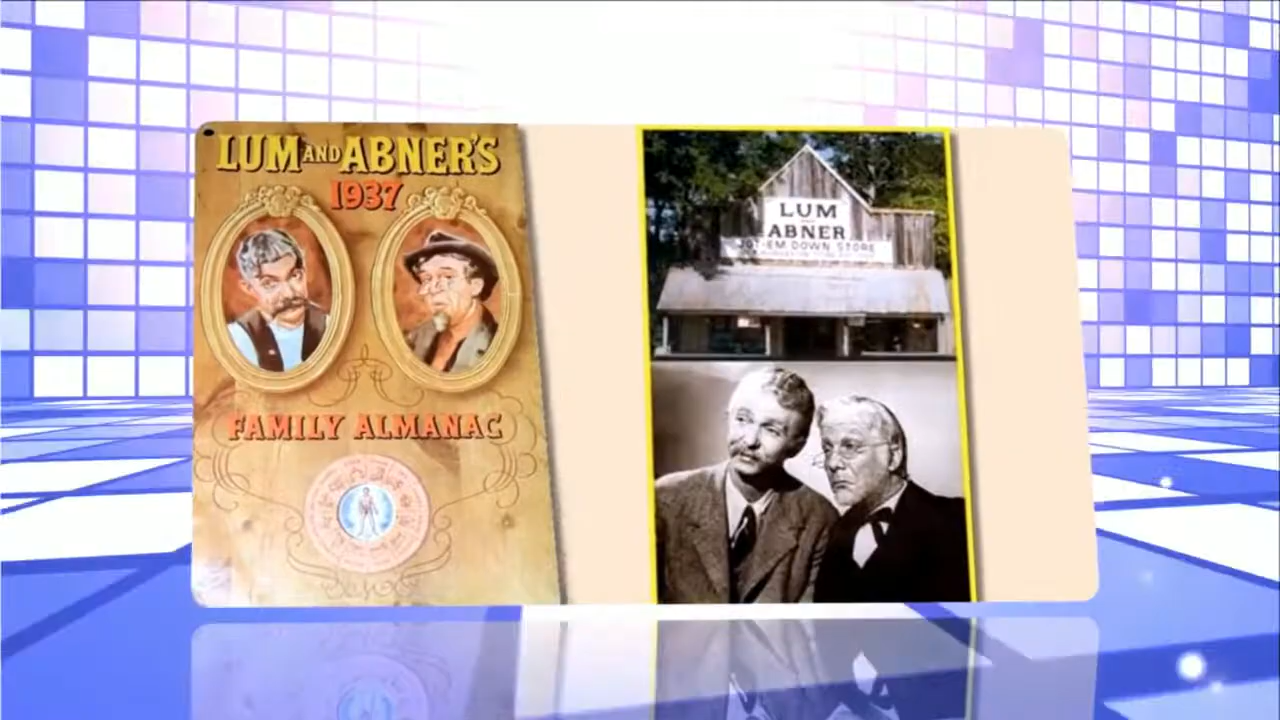 LUM AND ABNER'S
1937
FAMILY ALMANAC
LUM
ABNER
JOT-EM DOWN STORE